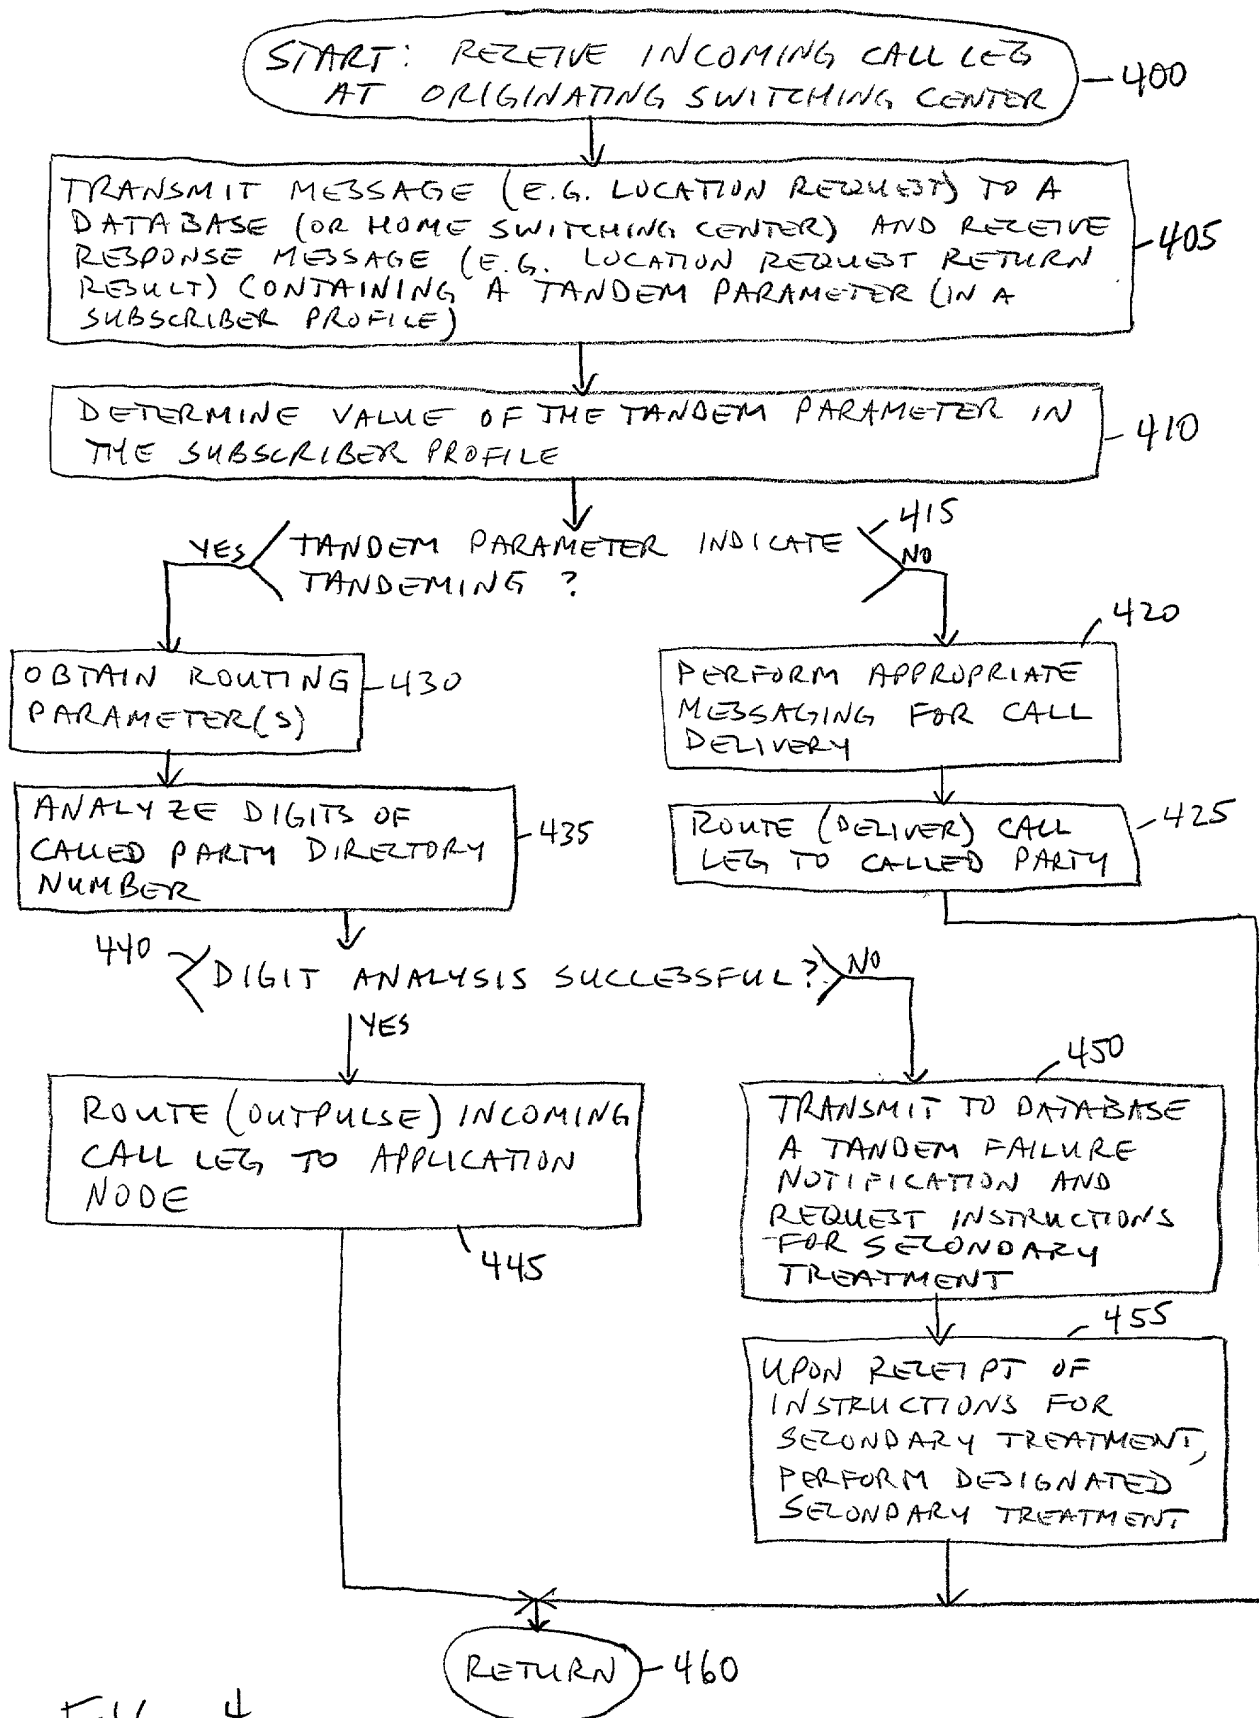 START: RECEIVE INCOMING CALL LEG
AT ORIGINATING SWITCHING CENTER
400
TRANSMIT MESSAGE (E.G. LOCATION REQUEST) TO A
DATABASE (OR HOME SWITCHING CENTER) AND RECEIVE
RESPONSE MESSAGE (E.G. LOCATION REQUEST RETURN
RESULT) CONTAINING A TANDEM PARAMETER (IN A
SUBSCRIBER PROFILE)
405
DETERMINE VALUE OF THE TANDEM PARAMETER IN
THE SUBSCRIBER PROFILE
410
415
YES
TANDEM PARAMETER INDICATE
TANDEMING ?
NO
420
OBTAIN ROUTING
PARAMETER(S)
430
PERFORM APPROPRIATE
MESSAGING FOR CALL
DELIVERY
ANALYZE DIGITS OF
CALLED PARTY DIRECTORY
NUMBER
435
ROUTE (DELIVER) CALL
LEG TO CALLED PARTY
425
440
DIGIT ANALYSIS SUCCESSFUL?
NO
YES
450
ROUTE (OUTPULSE) INCOMING
CALL LEG TO APPLICATION
NODE
445
TRANSMIT TO DATABASE
A TANDEM FAILURE
NOTIFICATION AND
REQUEST INSTRUCTIONS
FOR SECONDARY
TREATMENT
455
UPON RECEIPT OF
INSTRUCTIONS FOR
SECONDARY TREATMENT,
PERFORM DESIGNATED
SECONDARY TREATMENT
RETURN
460